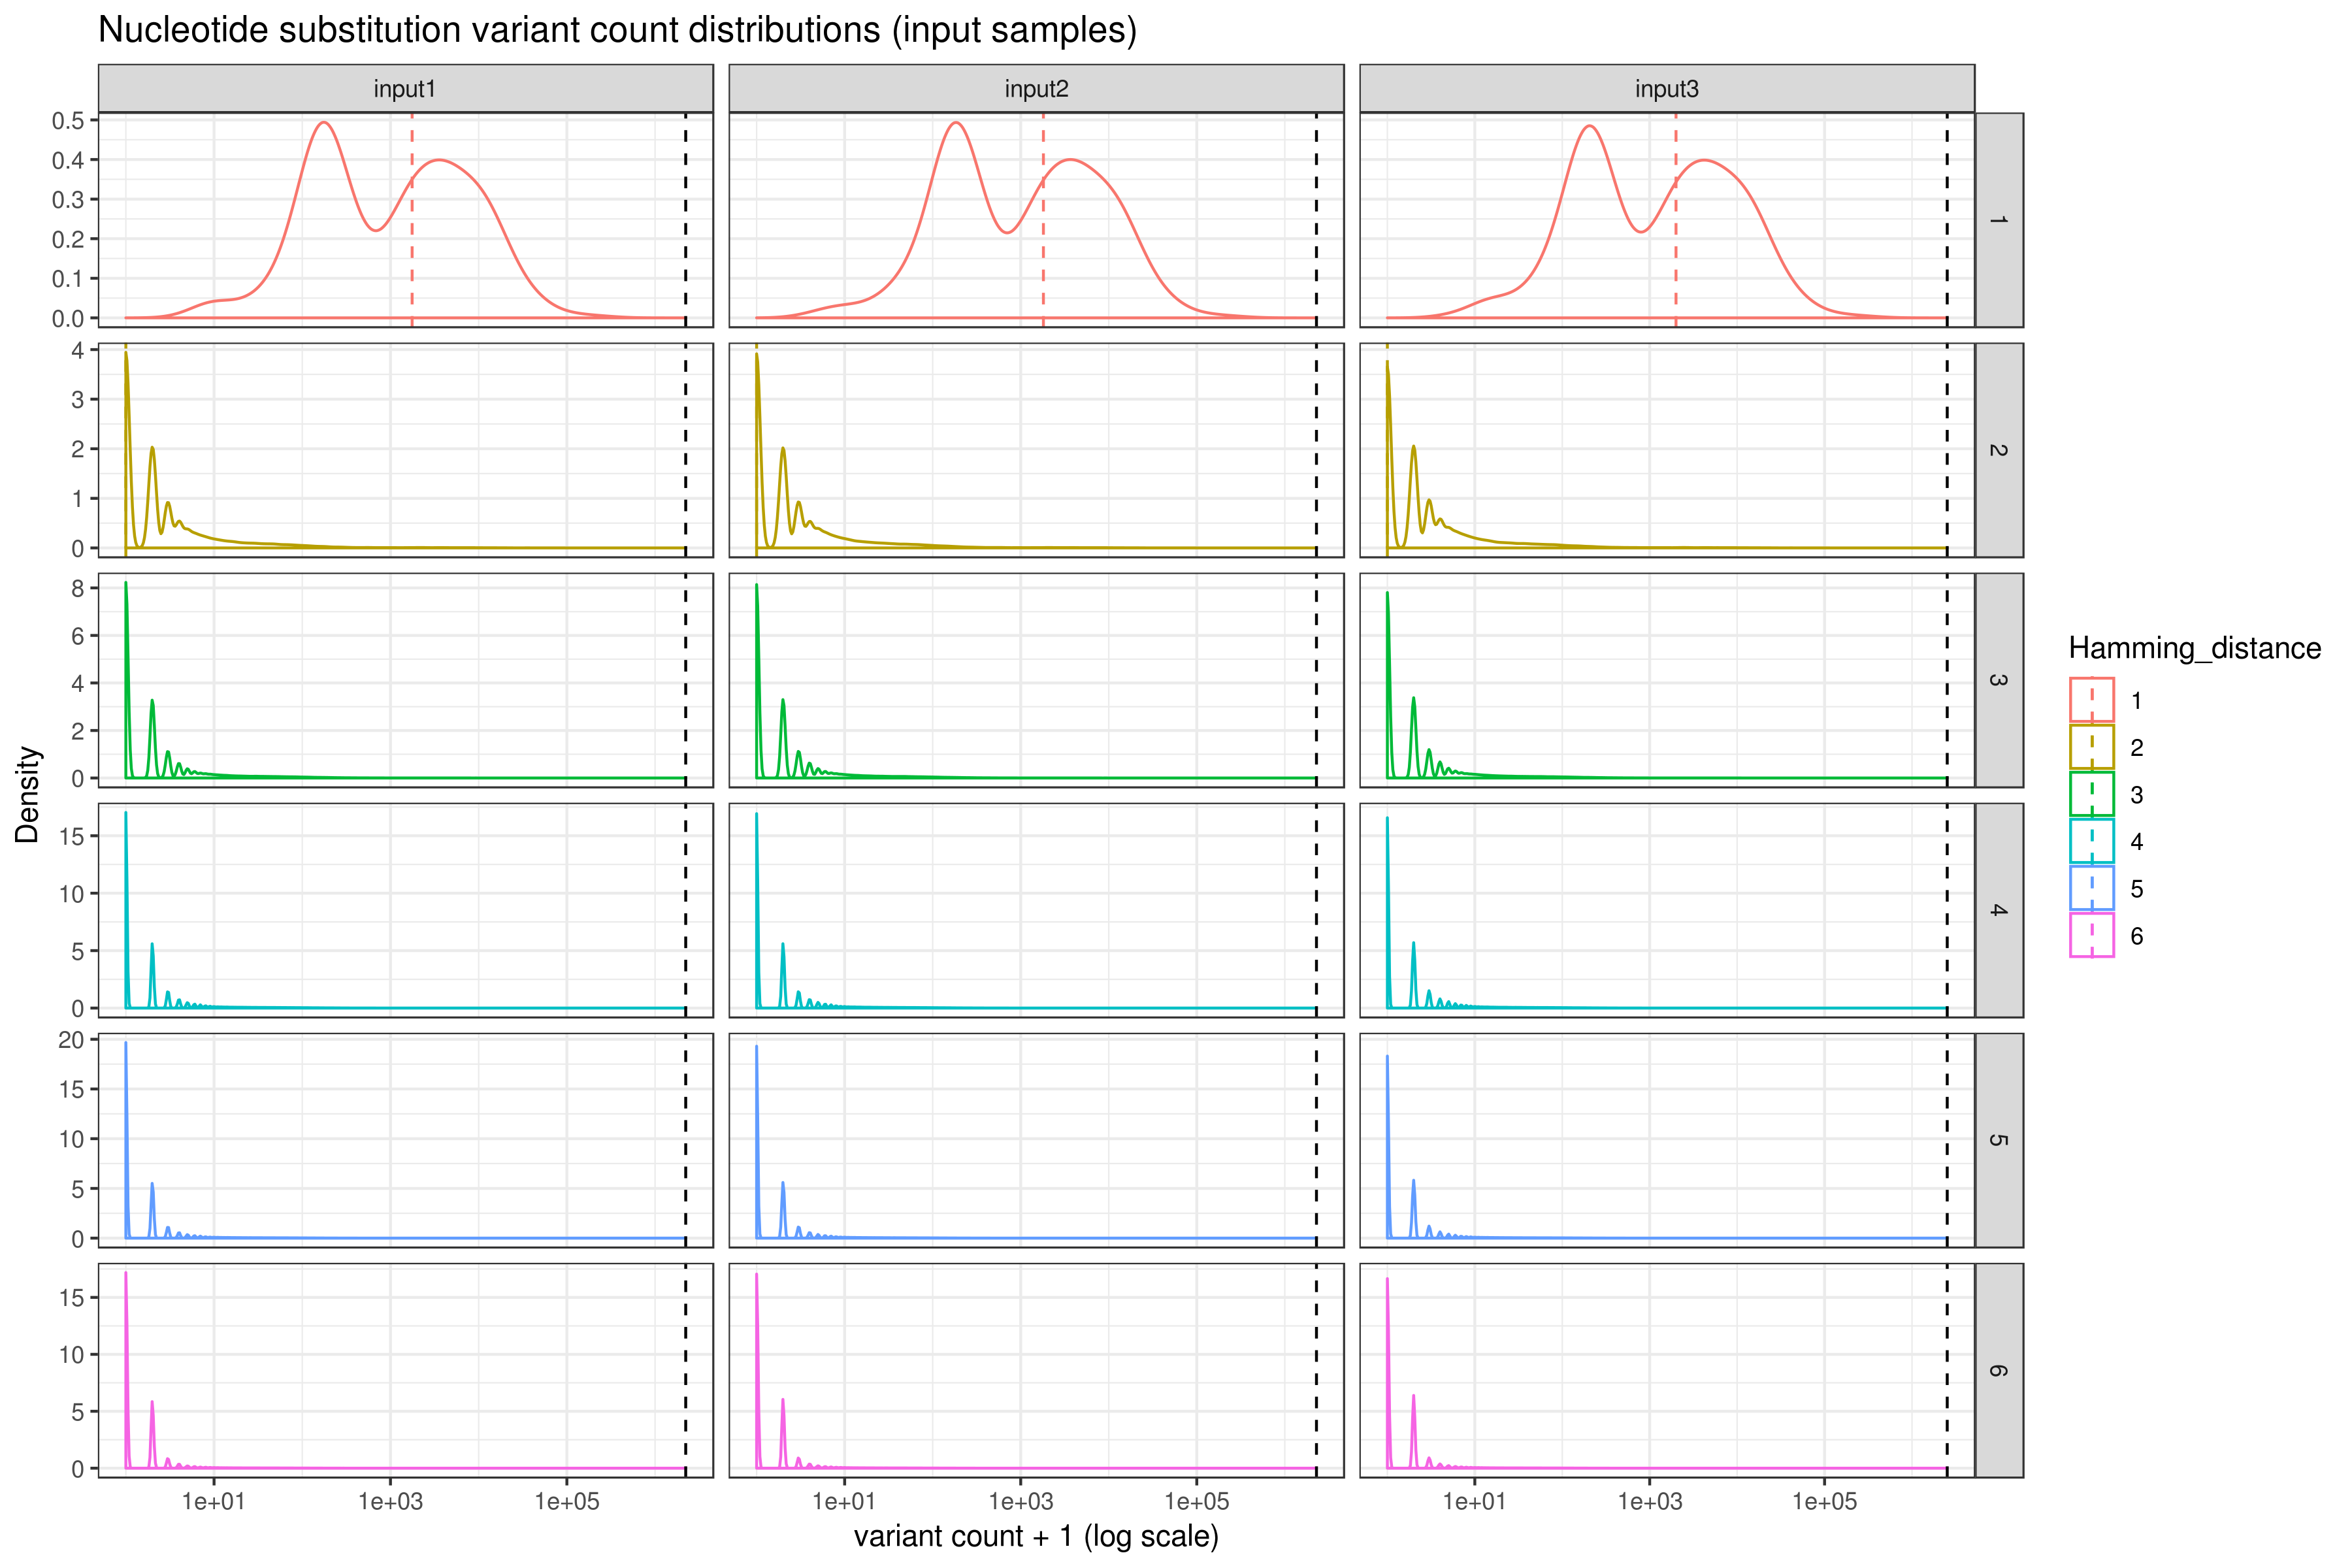 Nucleotide substitution variant count distributions (input samples)
input1
input2
input3
0.5
0.4
0.3
0.2
0.1
0.0
1
4
3
2
1
0
2
8
6
4
2
0
3
15
10
5
0
4
20
15
10
5
0
5
15
10
5
0
6
1e+01
1e+03
1e+05
1e+01
1e+03
1e+05
1e+01
1e+03
1e+05
variant count + 1 (log scale)
Density
Hamming_distance
1
2
3
4
5
6